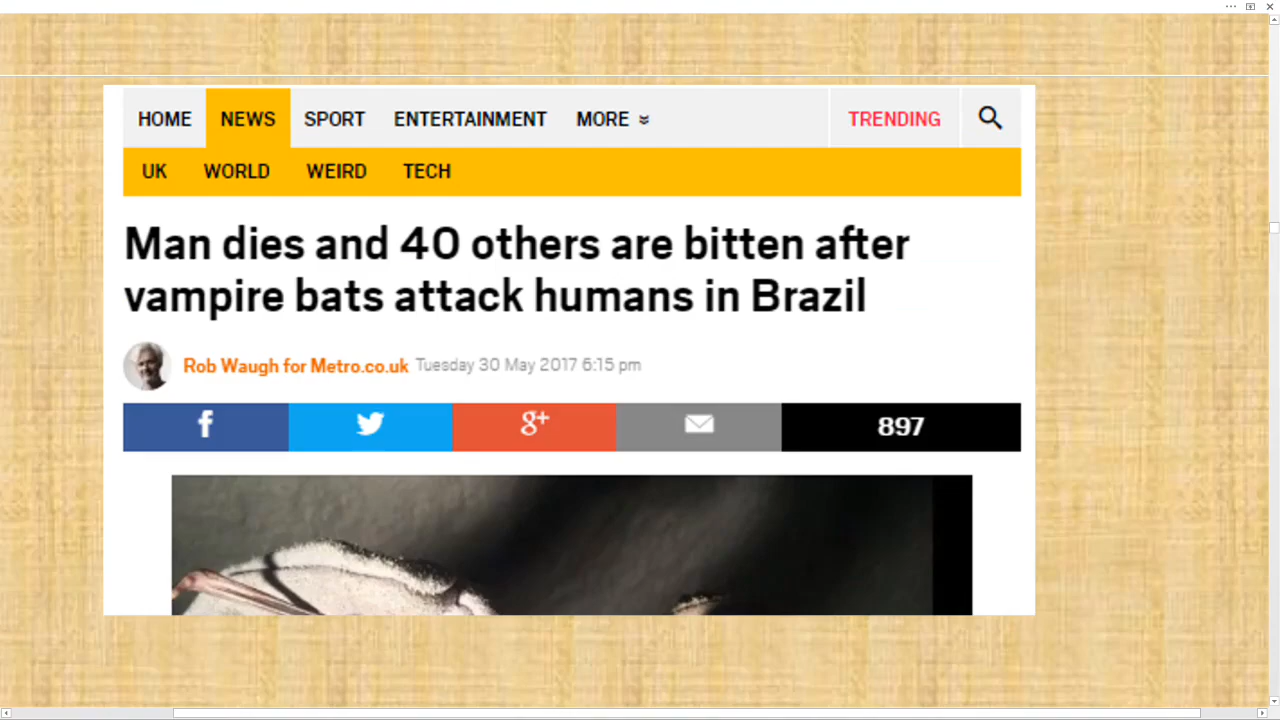 HOME NEWS SPORT ENTERTAINMENT MORE TRENDING
UK WORLD WEIRD TECH
Man dies and 40 others are bitten after
vampire bats attack humans in Brazil
Rob Waugh for Metro.co.uk Tuesday 30 May 2017 6:15 pm
f g+ 897